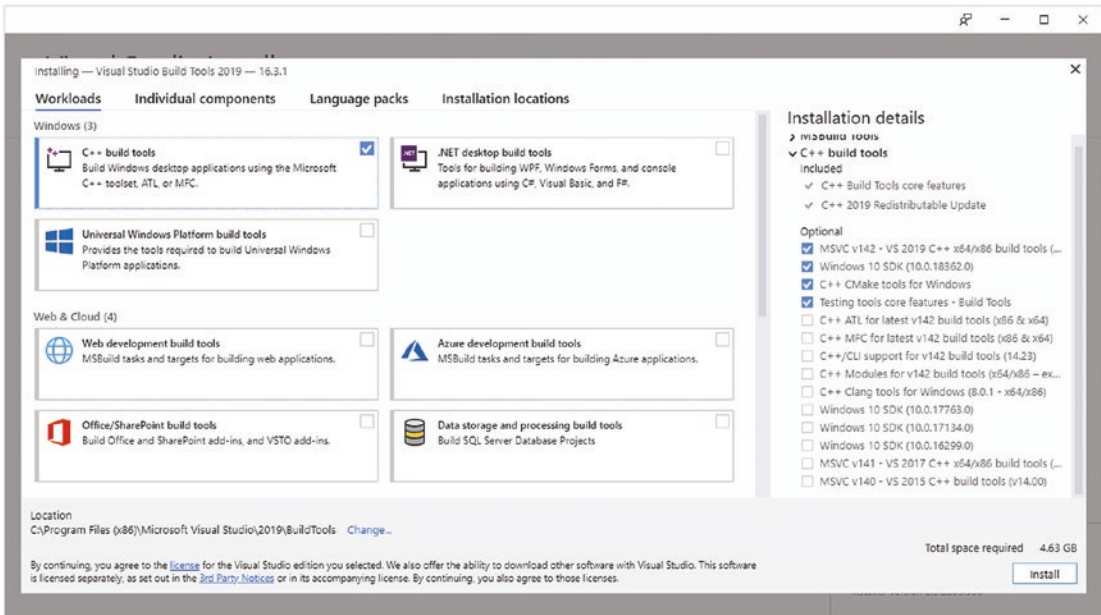 Installing — Visual Studio Build Tools 2019 — 16.3.1
Workloads
Individual components
Language packs
Installation locations
Windows (3)
C++ build tools
Build Windows desktop applications using the Microsoft
C++ toolset, ATL, or MFC.
.NET desktop build tools
Tools for building WPF, Windows Forms, and console
applications using C#, Visual Basic, and F#.
Universal Windows Platform build tools
Provides the tools required to build Universal Windows
Platform applications.
Web & Cloud (4)
Web development build tools
MSBuild tasks and targets for building web applications.
Azure development build tools
MSBuild tasks and targets for building Azure applications.
Office/SharePoint build tools
Build Office and SharePoint add-ins, and VSTO add-ins.
Data storage and processing build tools
Build SQL Server Database Projects
Installation details
MSBuild Tools
C++ build tools
Included
C++ Build Tools core features
C++ 2019 Redistributable Update
Optional
MSVC v142 - VS 2019 C++ x64/x86 build tools (...
Windows 10 SDK (10.0.18362.0)
C++ CMake tools for Windows
Testing tools core features - Build Tools
C++ ATL for latest v142 build tools (x86 & x64)
C++ MFC for latest v142 build tools (x86 & x64)
C++/CLI support for v142 build tools (14.23)
C++ Modules for v142 build tools (x64/x86 – ex...
C++ Clang tools for Windows (8.0.1 - x64/x86)
Windows 10 SDK (10.0.17763.0)
Windows 10 SDK (10.0.17134.0)
Windows 10 SDK (10.0.16299.0)
MSVC v141 - VS 2017 C++ x64/x86 build tools (...
MSVC v140 - VS 2015 C++ build tools (v14.00)
Location
C:\Program Files (x86)\Microsoft Visual Studio\2019\BuildTools Change...
Total space required 4.63 GB
By continuing, you agree to the license for the Visual Studio edition you selected. We also offer the ability to download other software with Visual Studio. This software
is licensed separately, as set out in the 3rd Party Notices or in its accompanying license. By continuing, you also agree to those licenses.
Install